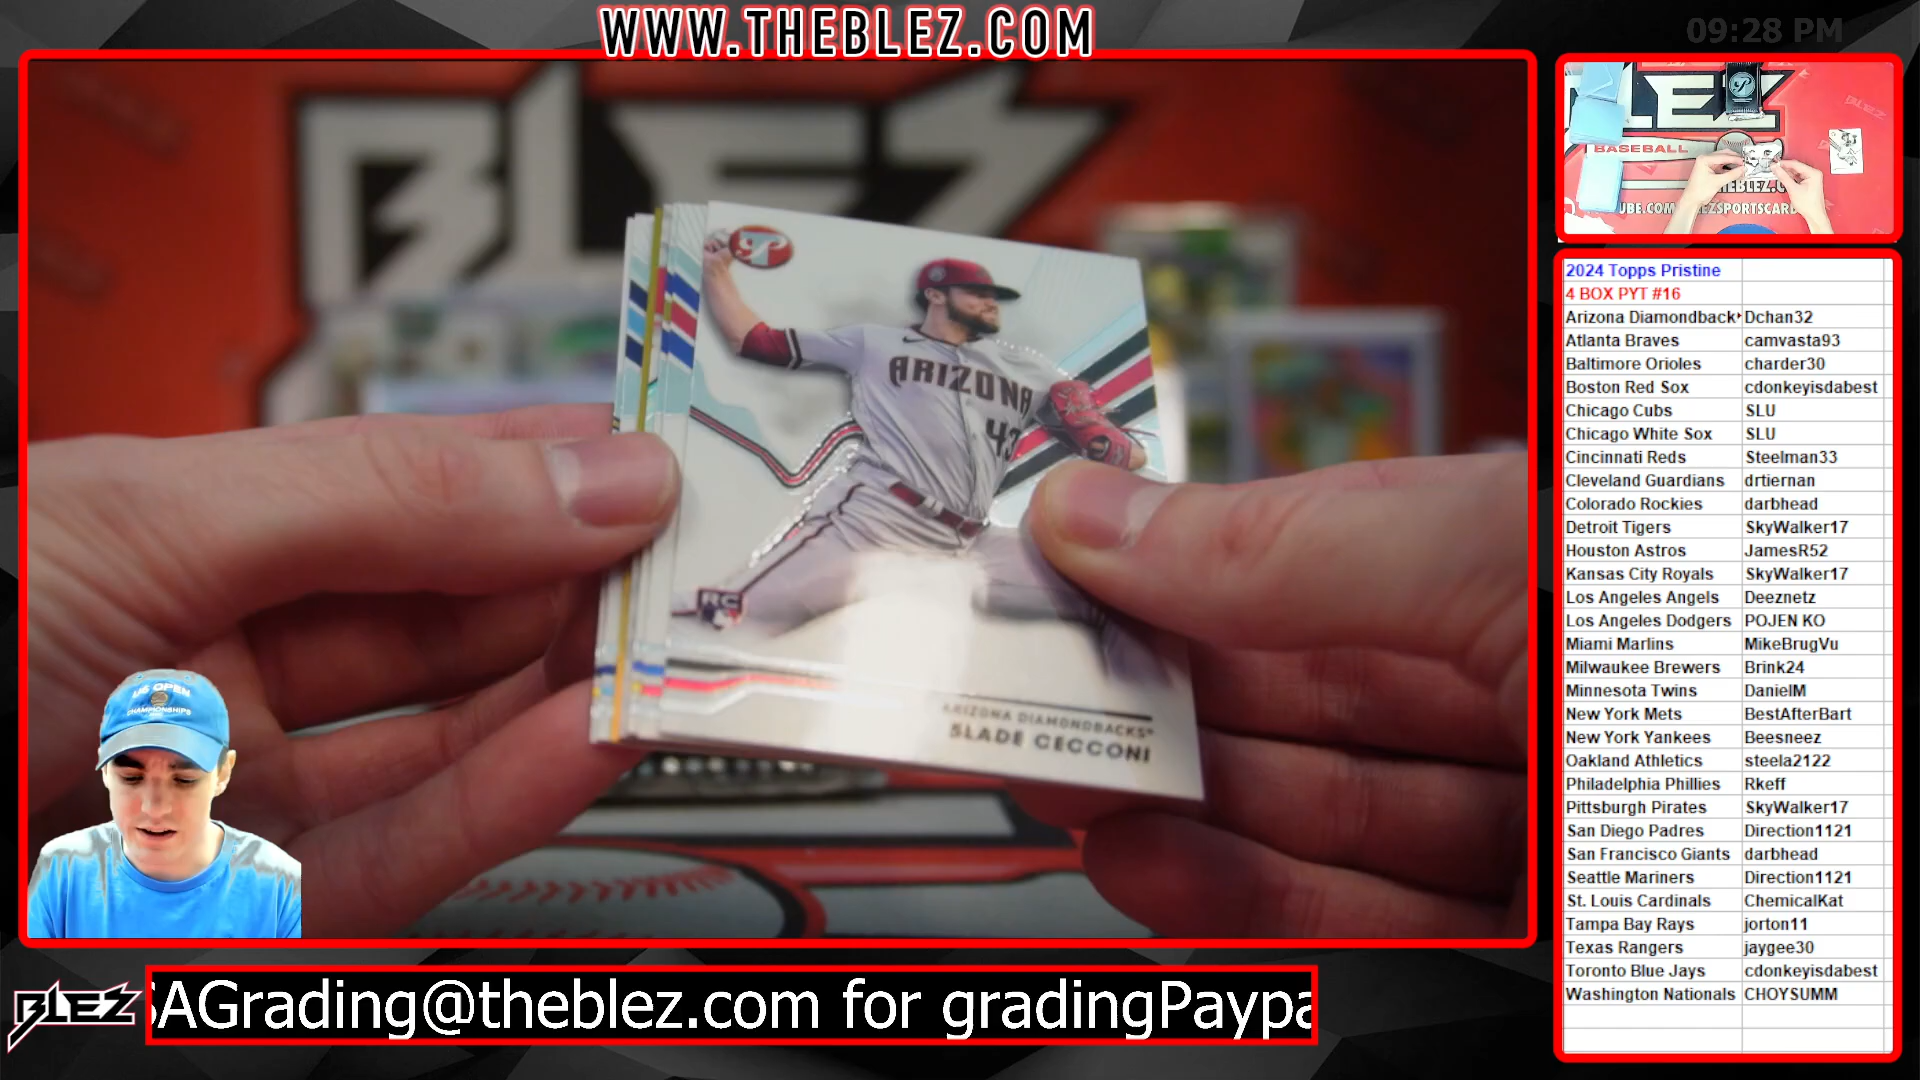 WWW.THEBLEZ.COM
09:28 PM
BLEZ
ARIZONA
43
RC
ARIZONA DIAMONDBACKS
SLADE CECCONI
US OPEN
CHAMPIONSHIPS
BASEBALL
2024 Topps Pristine
4 BOX PYT #16
Arizona Diamondback Dchan32
Atlanta Braves camvasta93
Baltimore Orioles charder30
Boston Red Sox cdonkeyisdabest
Chicago Cubs SLU
Chicago White Sox SLU
Cincinnati Reds Steelman33
Cleveland Guardians drtiernan
Colorado Rockies darbhead
Detroit Tigers SkyWalker17
Houston Astros JamesR52
Kansas City Royals SkyWalker17
Los Angeles Angels Deeznetz
Los Angeles Dodgers POJEN KO
Miami Marlins MikeBrugVu
Milwaukee Brewers Brink24
Minnesota Twins DanielM
New York Mets BestAfterBart
New York Yankees Beesneez
Oakland Athletics steela2122
Philadelphia Phillies Rkeff
Pittsburgh Pirates SkyWalker17
San Diego Padres Direction1121
San Francisco Giants darbhead
Seattle Mariners Direction1121
St. Louis Cardinals ChemicalKat
Tampa Bay Rays jorton11
Texas Rangers jaygee30
Toronto Blue Jays cdonkeyisdabest
Washington Nationals CHOYSUMM
BLEZ
SAGrading@theblez.com for gradingPaypa